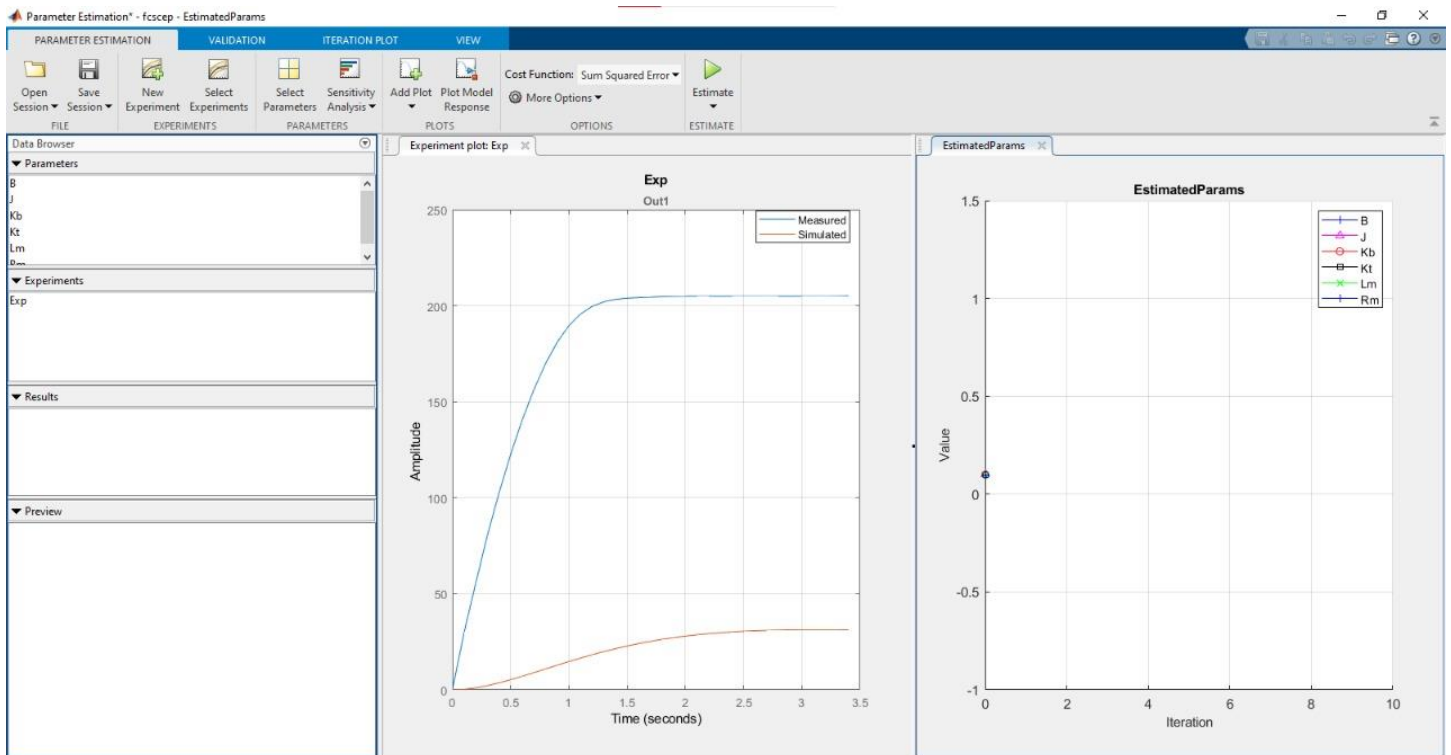 Parameter Estimation* - fcscep - EstimatedParams
PARAMETER ESTIMATION VALIDATION ITERATION PLOT VIEW
Open Session Save Session New Experiment Select Experiments Select Parameters Sensitivity Analysis Add Plot Plot Model Response Cost Function: Sum Squared Error Estimate
More Options
FILE EXPERIMENTS PARAMETERS PLOTS OPTIONS ESTIMATE
Data Browser
Parameters
B
J
Kb
Kt
Lm
Rm
Experiments
Exp
Results
Preview
Experiment plot: Exp
Exp
Out1
Measured
Simulated
250
200
150
100
50
0
Amplitude
0 0.5 1 1.5 2 2.5 3 3.5
Time (seconds)
EstimatedParams
EstimatedParams
B
J
Kb
Kt
Lm
Rm
1.5
1
0.5
0
-0.5
-1
Value
0 2 4 6 8 10
Iteration